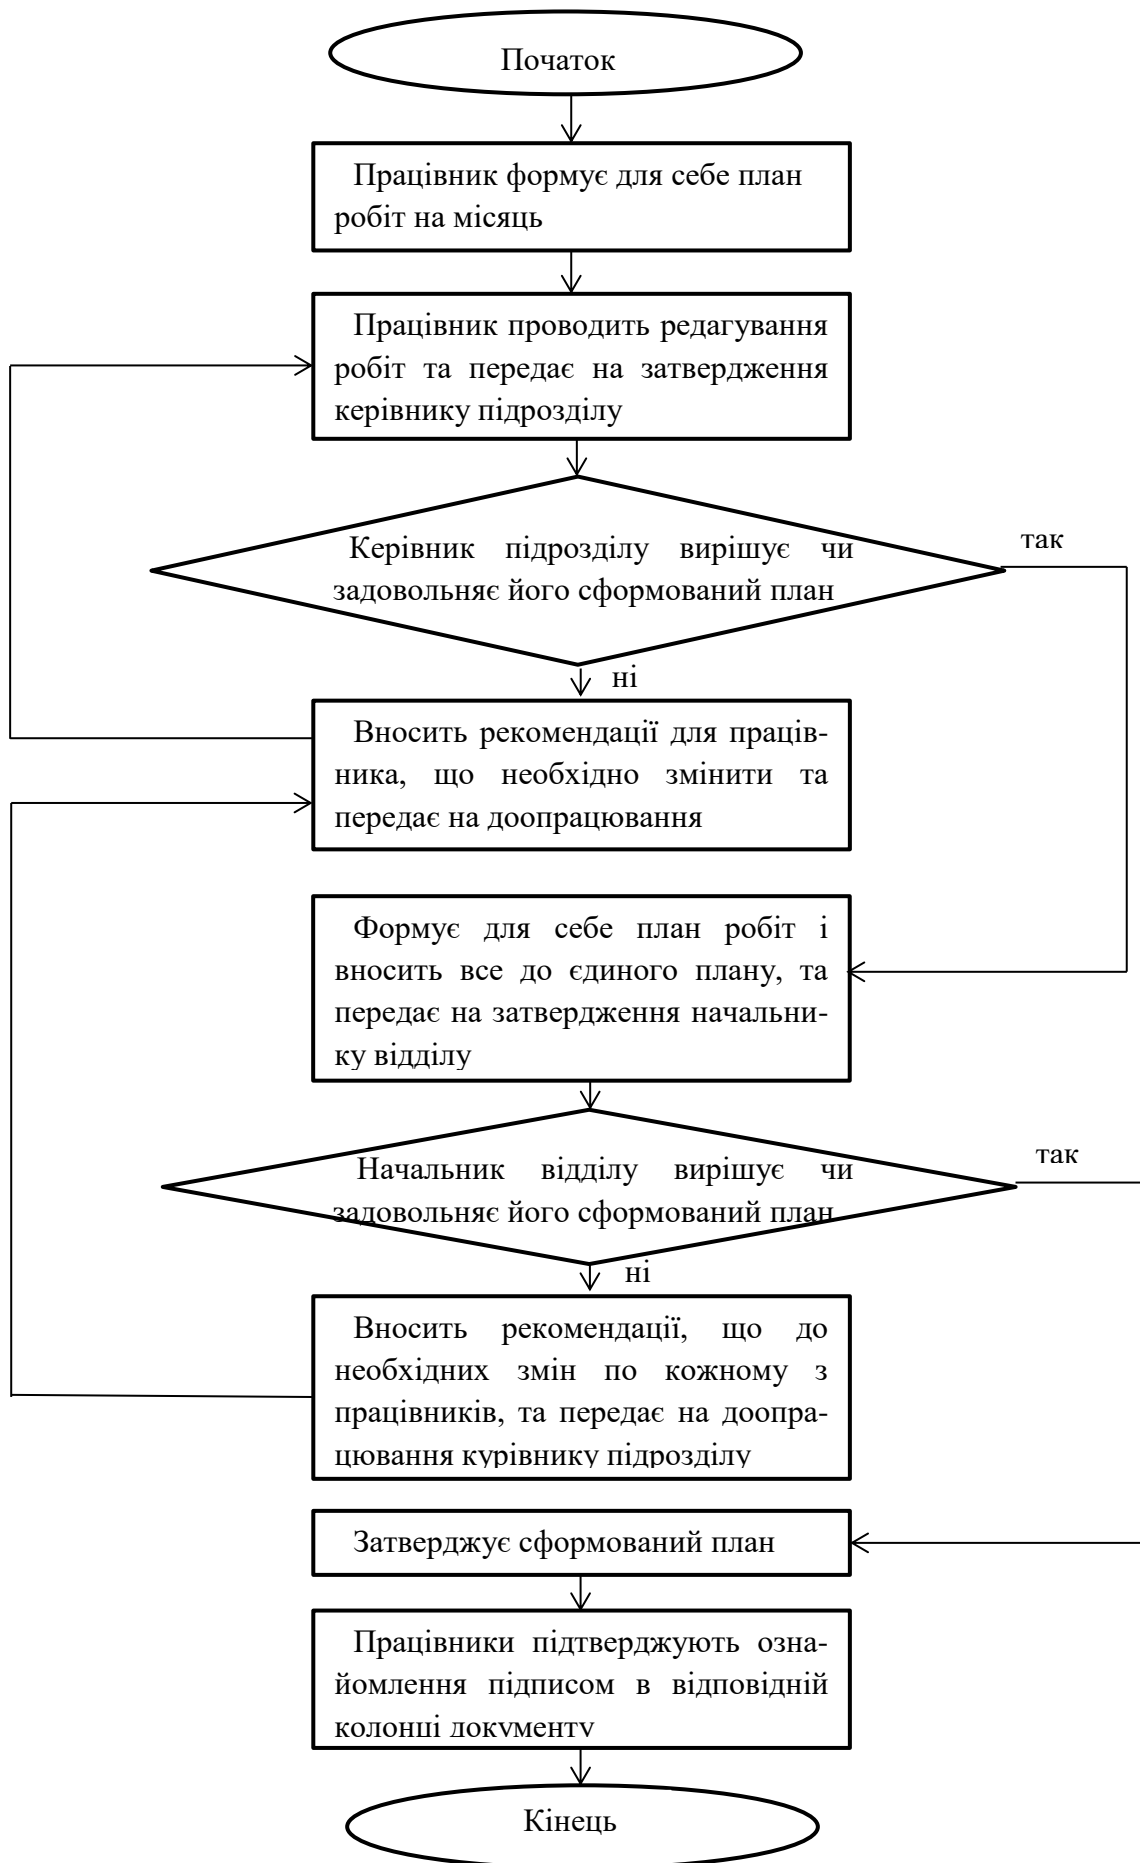 Початок
Працівник формує для себе план
робіт на місяць
Працівник проводить редагування
робіт та передає на затвердження
керівнику підрозділу
Керівник підрозділу вирішує чи
задовольняє його сформований план
так
ні
Вносить рекомендації для праців-
ника, що необхідно змінити та
передає на доопрацювання
Формує для себе план робіт і
вносить все до єдиного плану, та
передає на затвердження начальни-
ку відділу
Начальник відділу вирішує чи
задовольняє його сформований план
так
ні
Вносить рекомендації, що до
необхідних змін по кожному з
працівників, та передає на доопра-
цювання курівнику підрозділу
Затверджує сформований план
Працівники підтверджують озна-
йомлення підписом в відповідній
колонці документу
Кінець